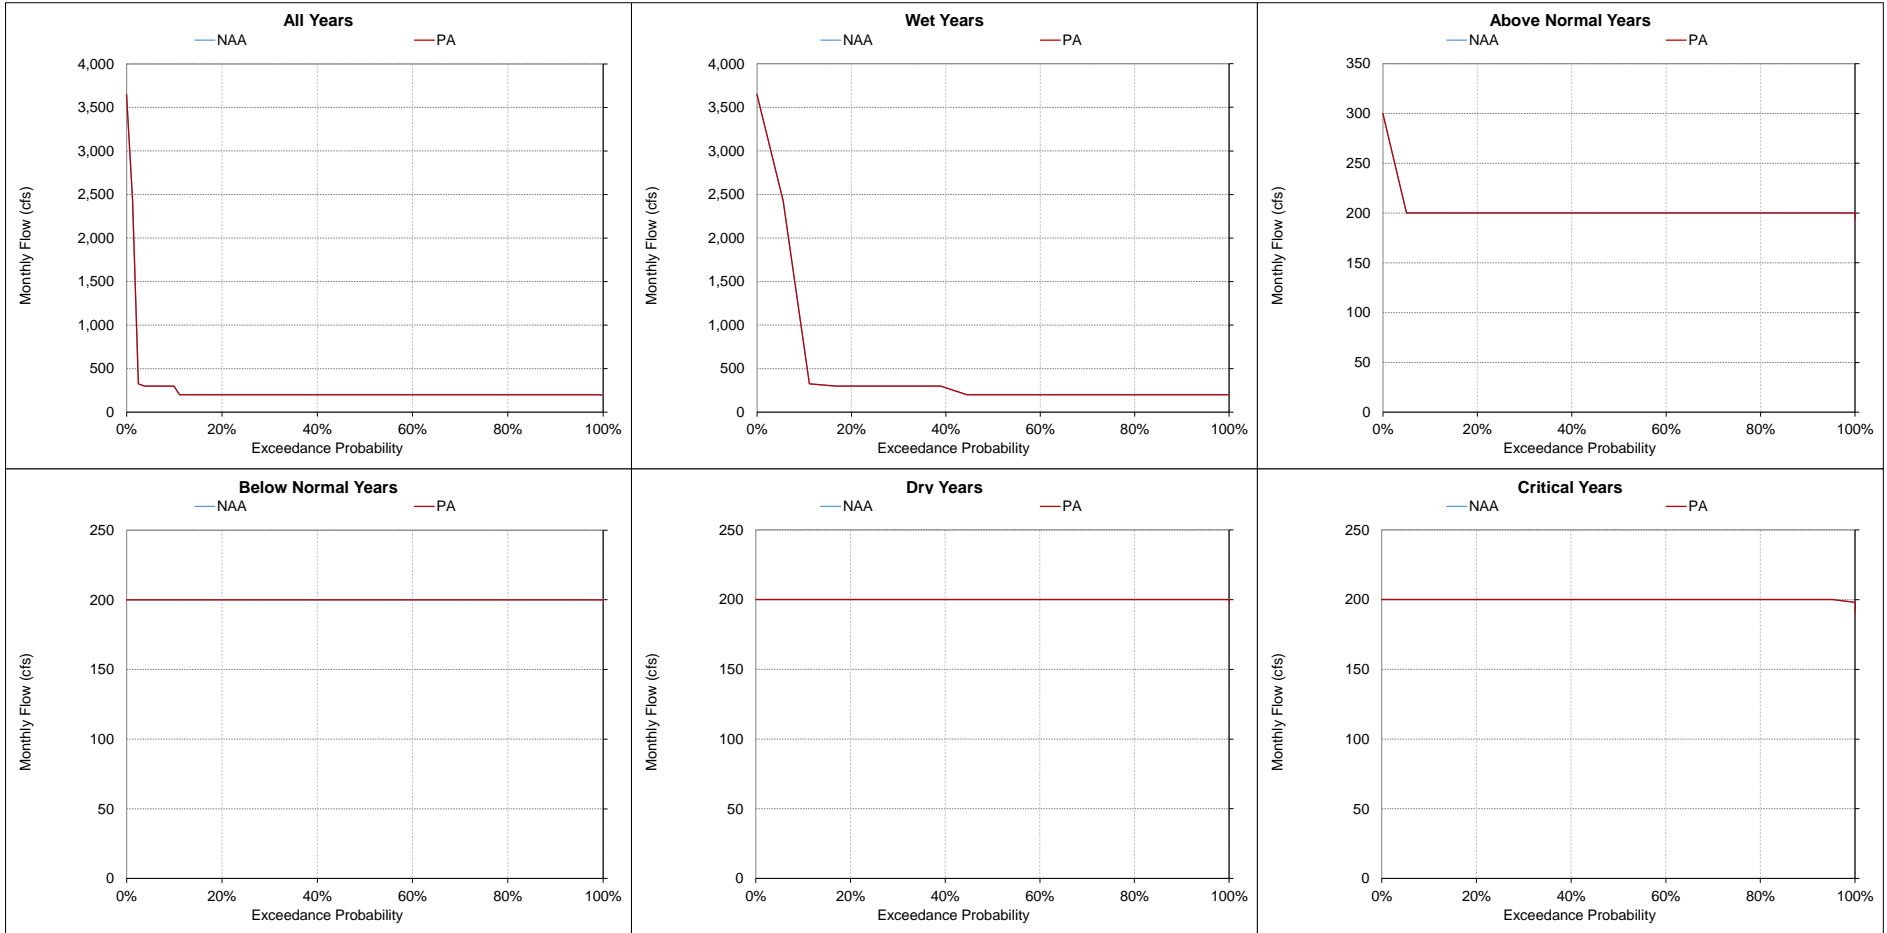 All Years
NAA PA
4,000
3,500
3,000
2,500
2,000
1,500
1,000
500
0
Monthly Flow (cfs)
0% 20% 40% 60% 80% 100%
Exceedance Probability
Wet Years
NAA PA
4,000
3,500
3,000
2,500
2,000
1,500
1,000
500
0
Monthly Flow (cfs)
0% 20% 40% 60% 80% 100%
Exceedance Probability
Above Normal Years
NAA PA
350
300
250
200
150
100
50
0
Monthly Flow (cfs)
0% 20% 40% 60% 80% 100%
Exceedance Probability
Below Normal Years
NAA PA
250
200
150
100
50
0
Monthly Flow (cfs)
0% 20% 40% 60% 80% 100%
Exceedance Probability
Dry Years
NAA PA
250
200
150
100
50
0
Monthly Flow (cfs)
0% 20% 40% 60% 80% 100%
Exceedance Probability
Critical Years
NAA PA
250
200
150
100
50
0
Monthly Flow (cfs)
0% 20% 40% 60% 80% 100%
Exceedance Probability